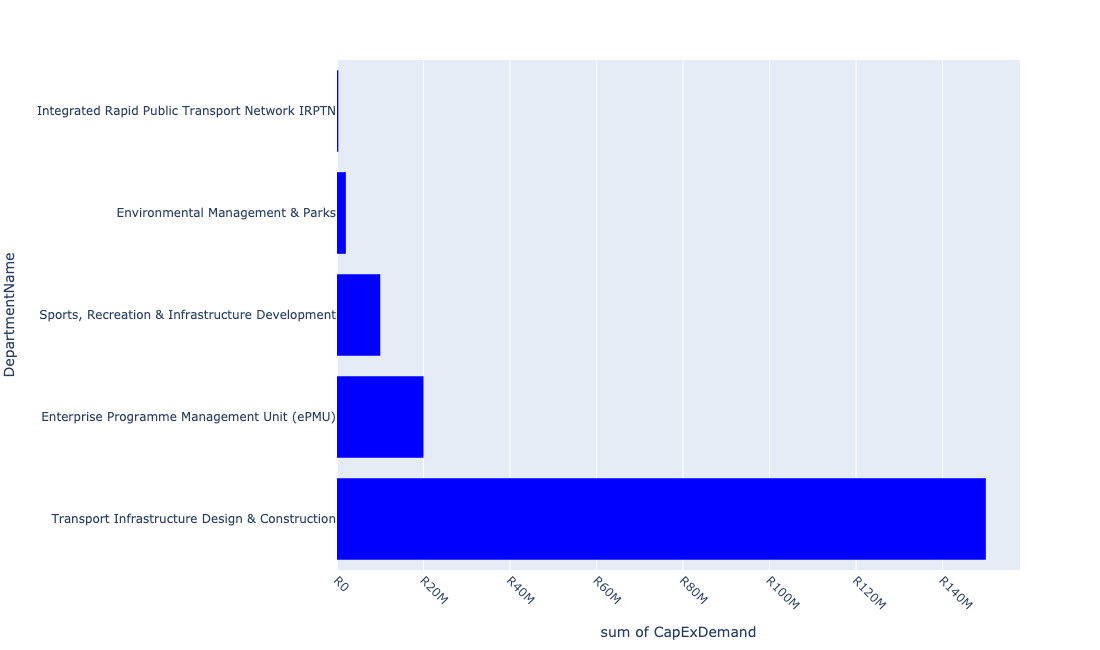 Integrated Rapid Public Transport Network IRPTN
Environmental Management & Parks
Sports, Recreation & Infrastructure Development
Enterprise Programme Management Unit (ePMU)
Transport Infrastructure Design & Construction
DepartmentName
R0
R20M
R40M
R60M
R80M
R100M
R120M
R140M
sum of CapExDemand